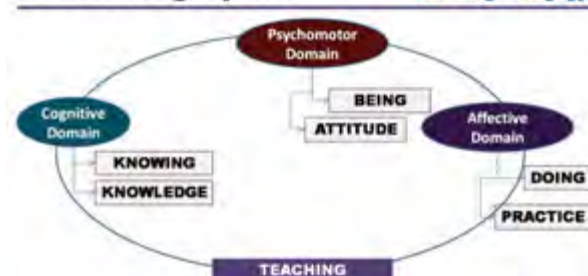 Psychomotor
Domain
BEING
ATTITUDE
Cognitive
Domain
KNOWING
KNOWLEDGE
Affective
Domain
DOING
PRACTICE
TEACHING